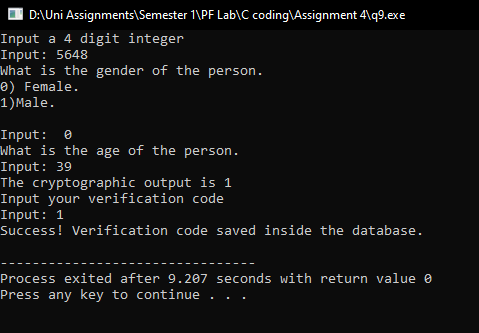 D:\Uni Assignments\Semester 1\PF Lab\C coding\Assignment 4\q9.exe
Input a 4 digit integer
Input: 5648
What is the gender of the person.
0) Female.
1)Male.
Input:  0
What is the age of the person.
Input: 39
The cryptographic output is 1
Input your verification code
Input: 1
Success! Verification code saved inside the database.
--------------------------------
Process exited after 9.207 seconds with return value 0
Press any key to continue . . .